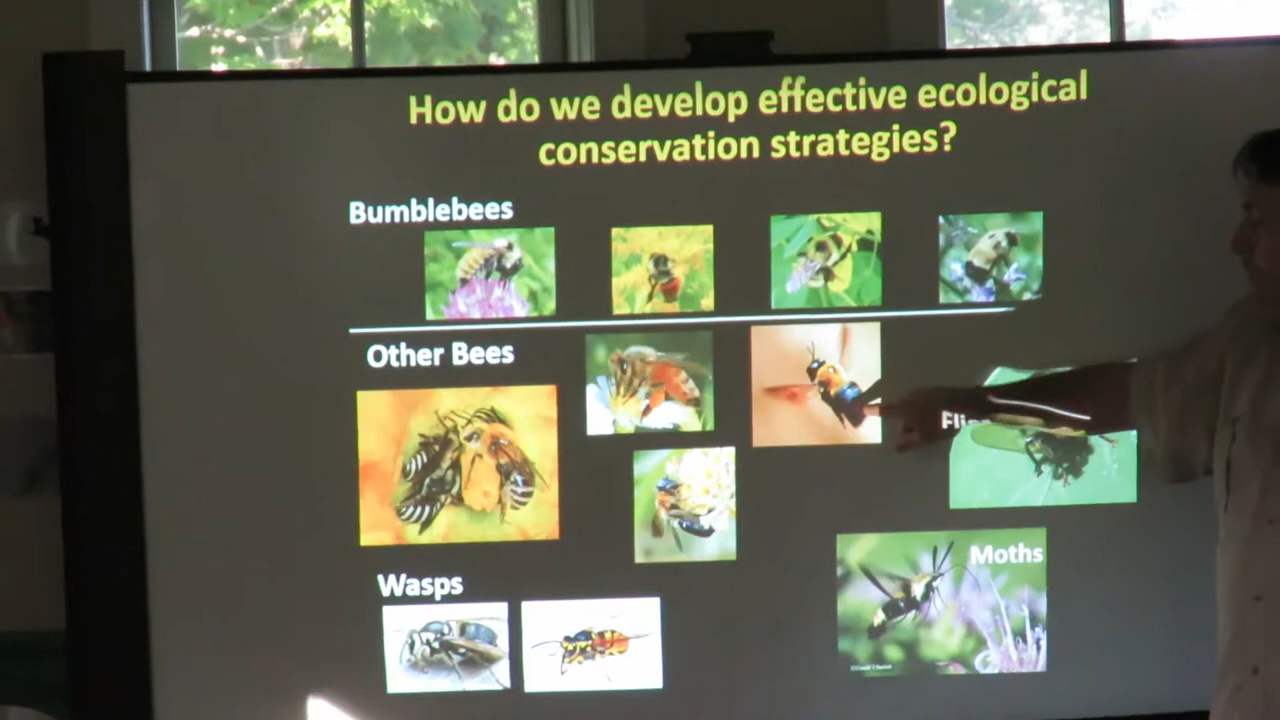 How do we develop effective ecological
conservation strategies?
Bumblebees
Other Bees
Wasps
Moths